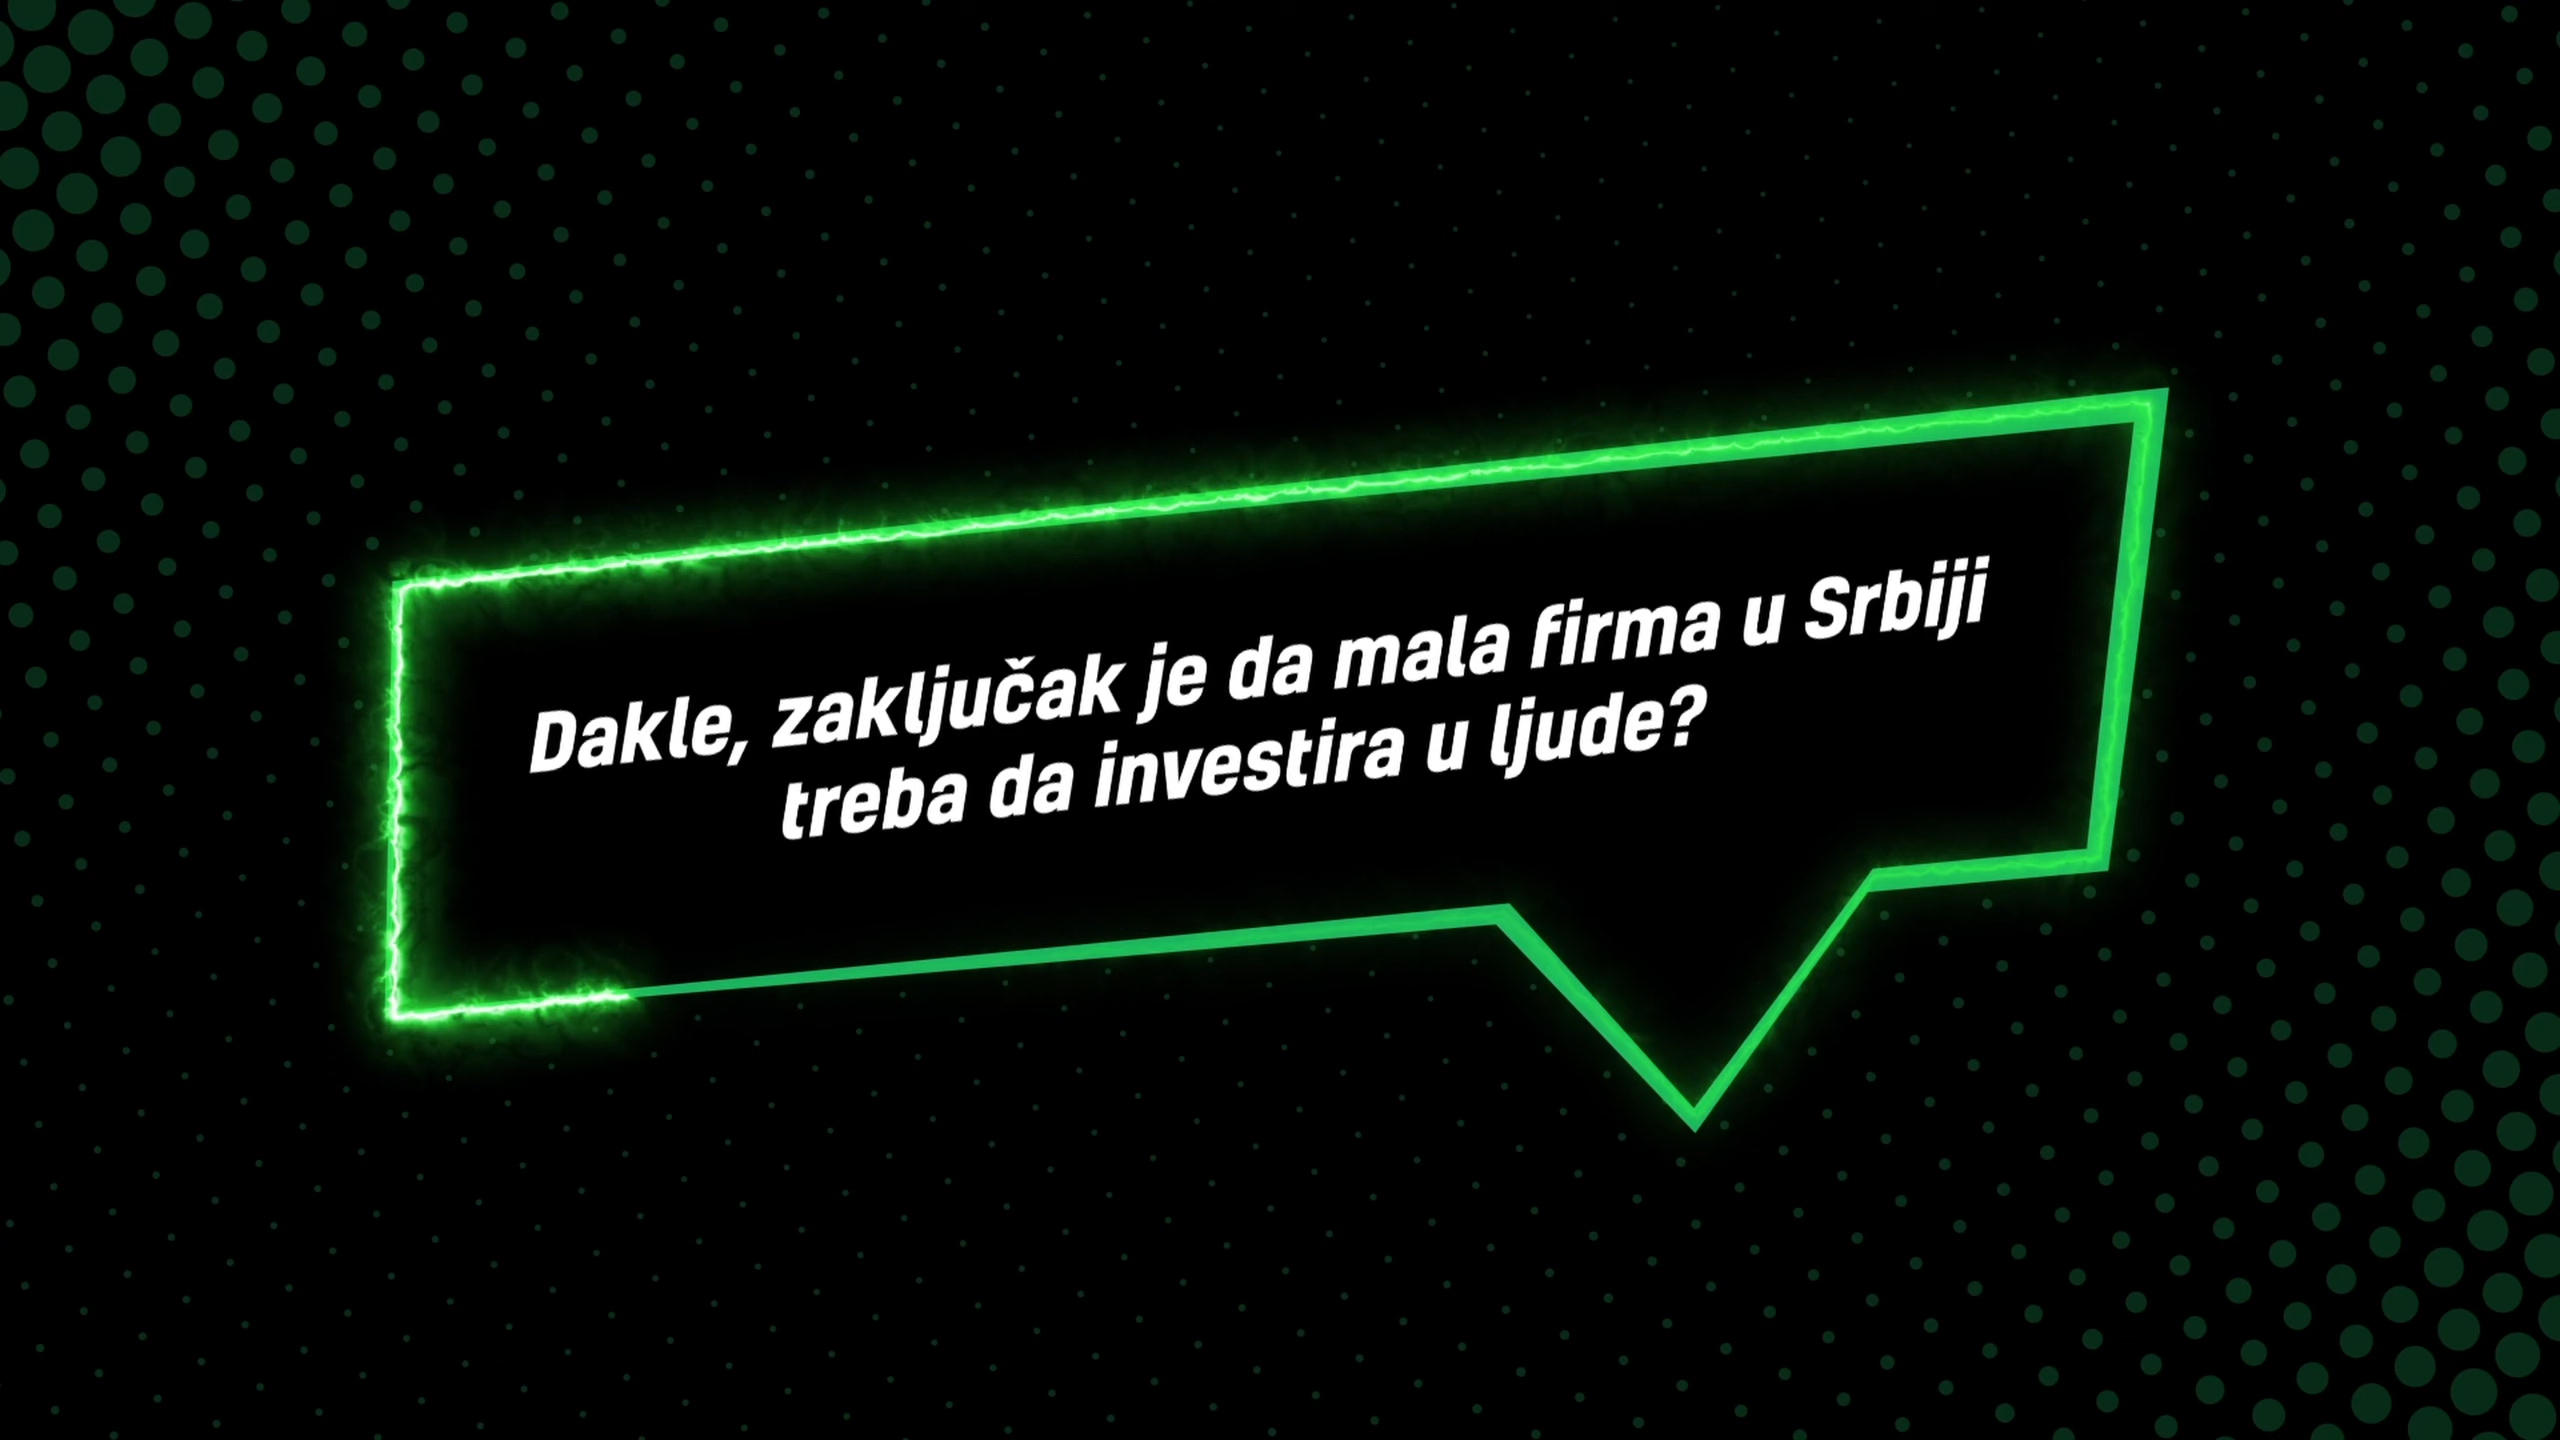 Dakle, zaključak je da mala firma u Srbiji
treba da investira u ljude?